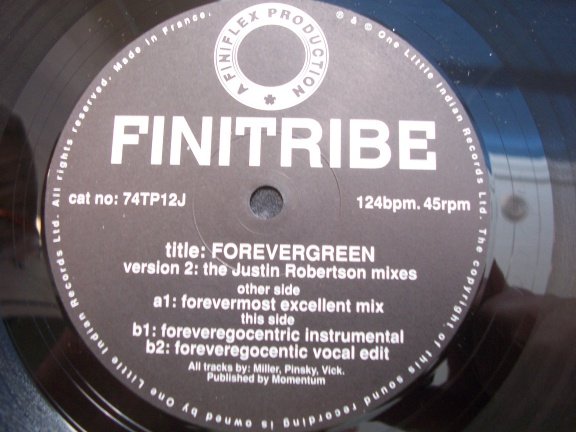 A FINIFLEX PRODUCTION
FINITRIBE
cat no: 74TP12J
124bpm. 45rpm
title: FOREVERGREEN
version 2: the Justin Robertson mixes
other side
a1: forevermost excellent mix
this side
b1: foreveregocentric instrumental
b2: foreveregocentic vocal edit
All tracks by: Miller, Pinsky, Vick.
Published by Momentum
℗ & © One Little Indian Records Ltd. The copyright of this sound recording is owned by One Little Indian Records Ltd. All rights reserved. Made in France.